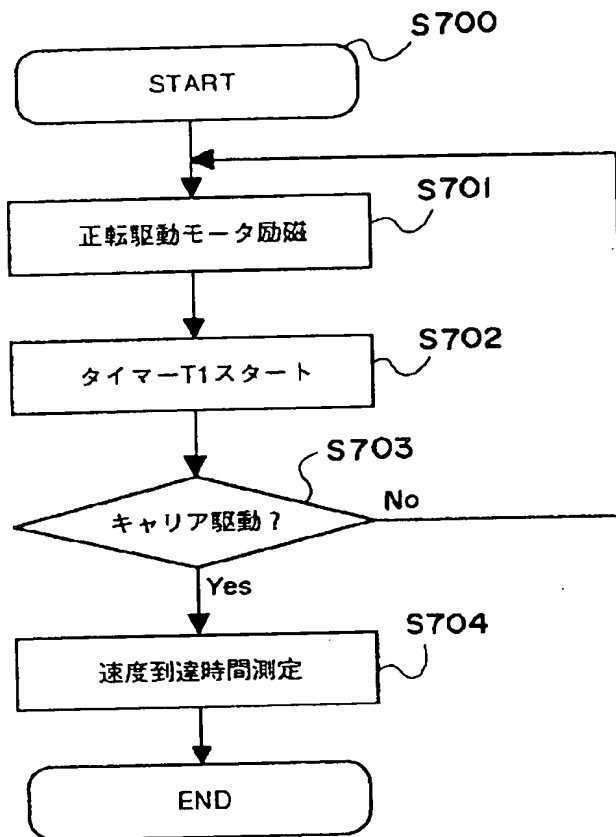 S700
START
S701
正転駆動モータ励磁
S702
タイマーT1スタート
S703
キャリア駆動?
No
Yes
S704
速度到達時間測定
END